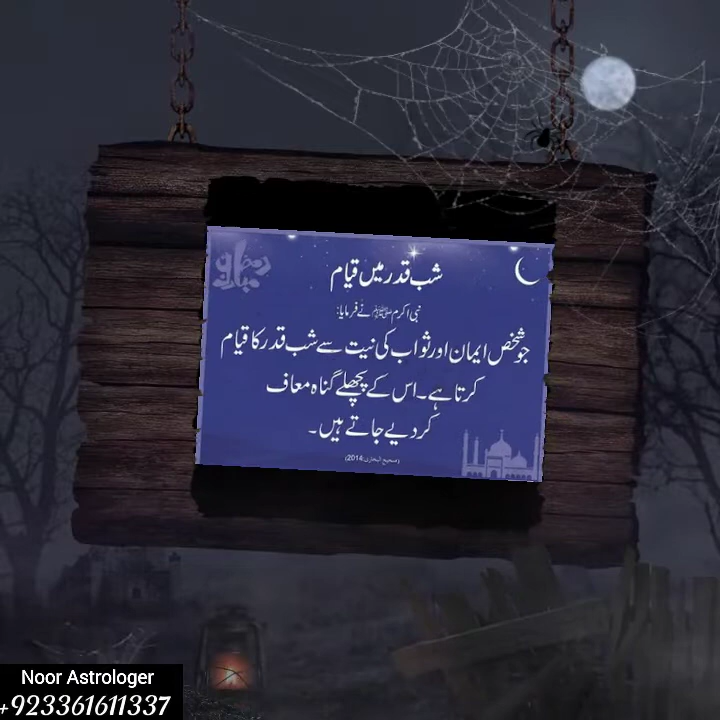 رمضان مبارک
شب قدر میں قیام
نبی اکرم ﷺ نے فرمایا:
جو شخص ایمان اور ثواب کی نیت سے شب قدر کا قیام
کرتا ہے۔ اس کے پچھلے گناہ معاف
کر دیے جاتے ہیں۔
(صحیح البخاری:2014)
Noor Astrologer
+923361611337